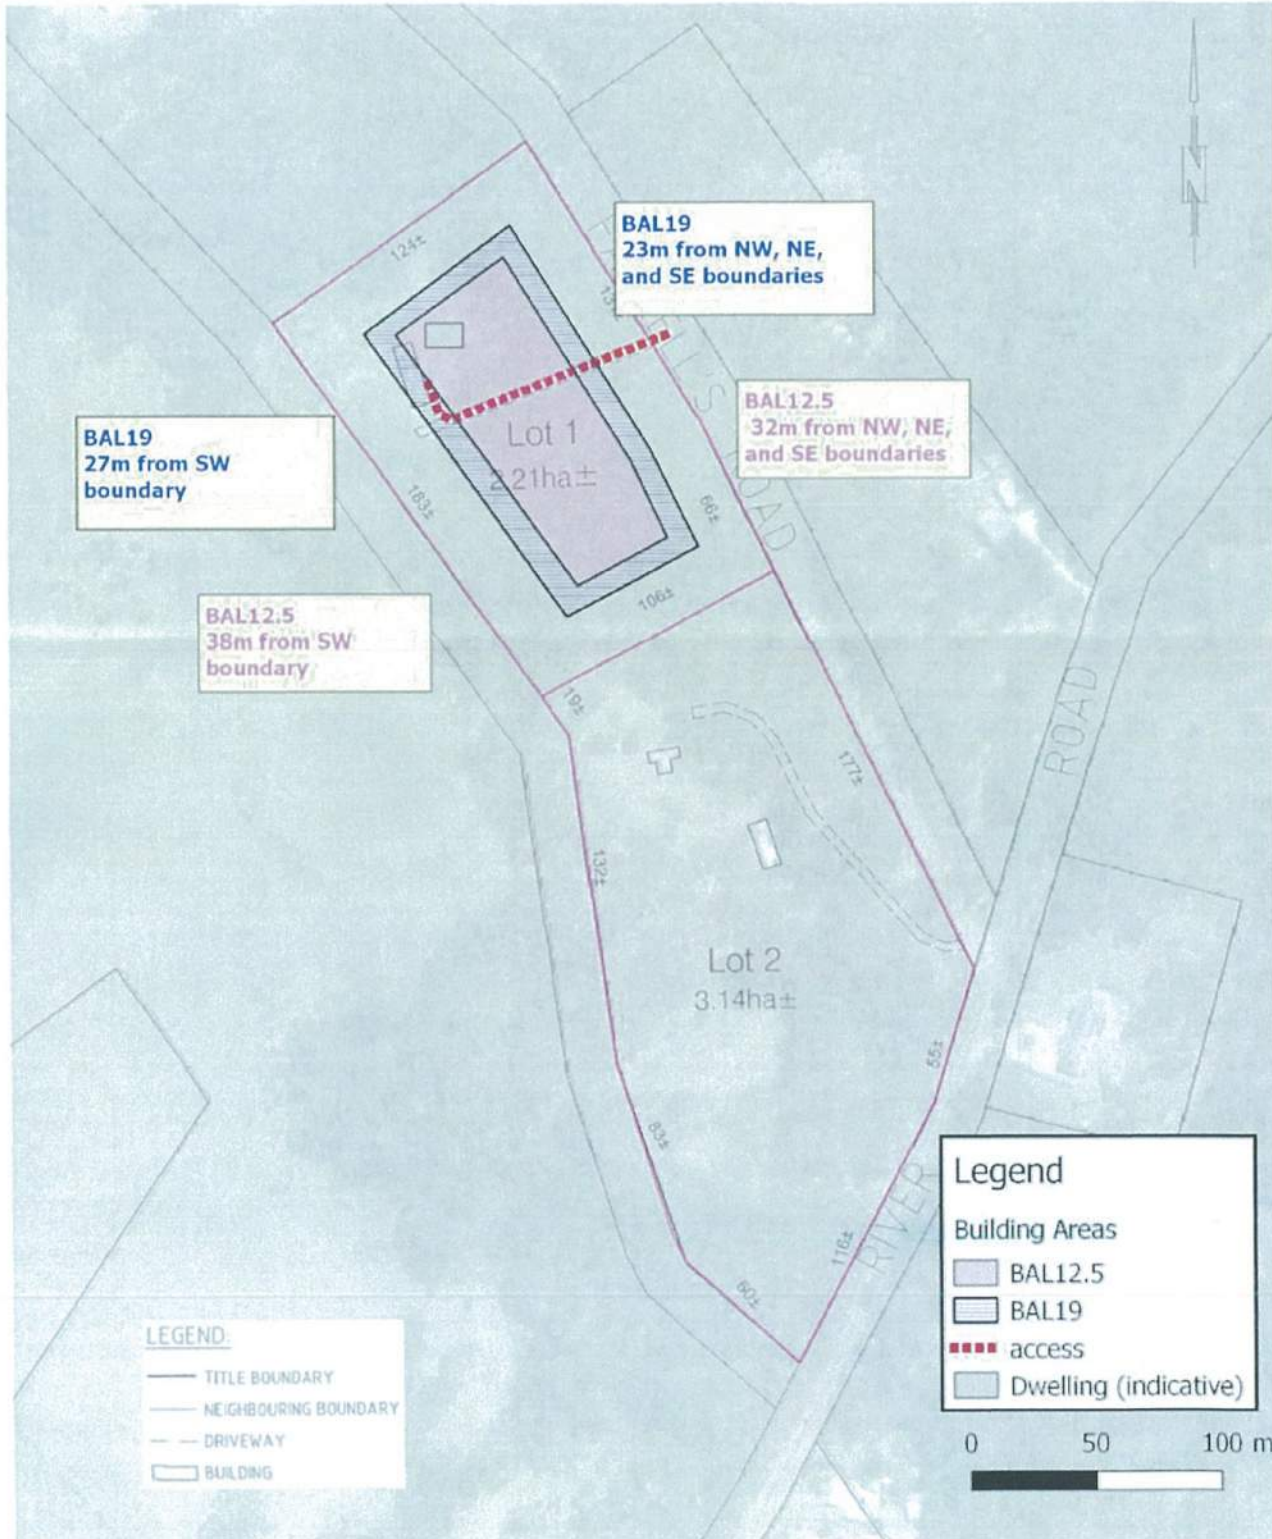 N
124±
BAL19
23m from NW, NE,
and SE boundaries
BAL12.5
32m from NW, NE,
and SE boundaries
BAL19
27m from SW
boundary
BAL12.5
38m from SW
boundary
Lot 1
2.21ha±
183±
66±
106±
ROAD
19±
177±
132±
Lot 2
3.14ha±
55±
83±
116±
60±
RIVER
ROAD
Legend
Building Areas
BAL12.5
BAL19
access
Dwelling (indicative)
0 50 100 m
LEGEND:
TITLE BOUNDARY
NEIGHBOURING BOUNDARY
DRIVEWAY
BUILDING